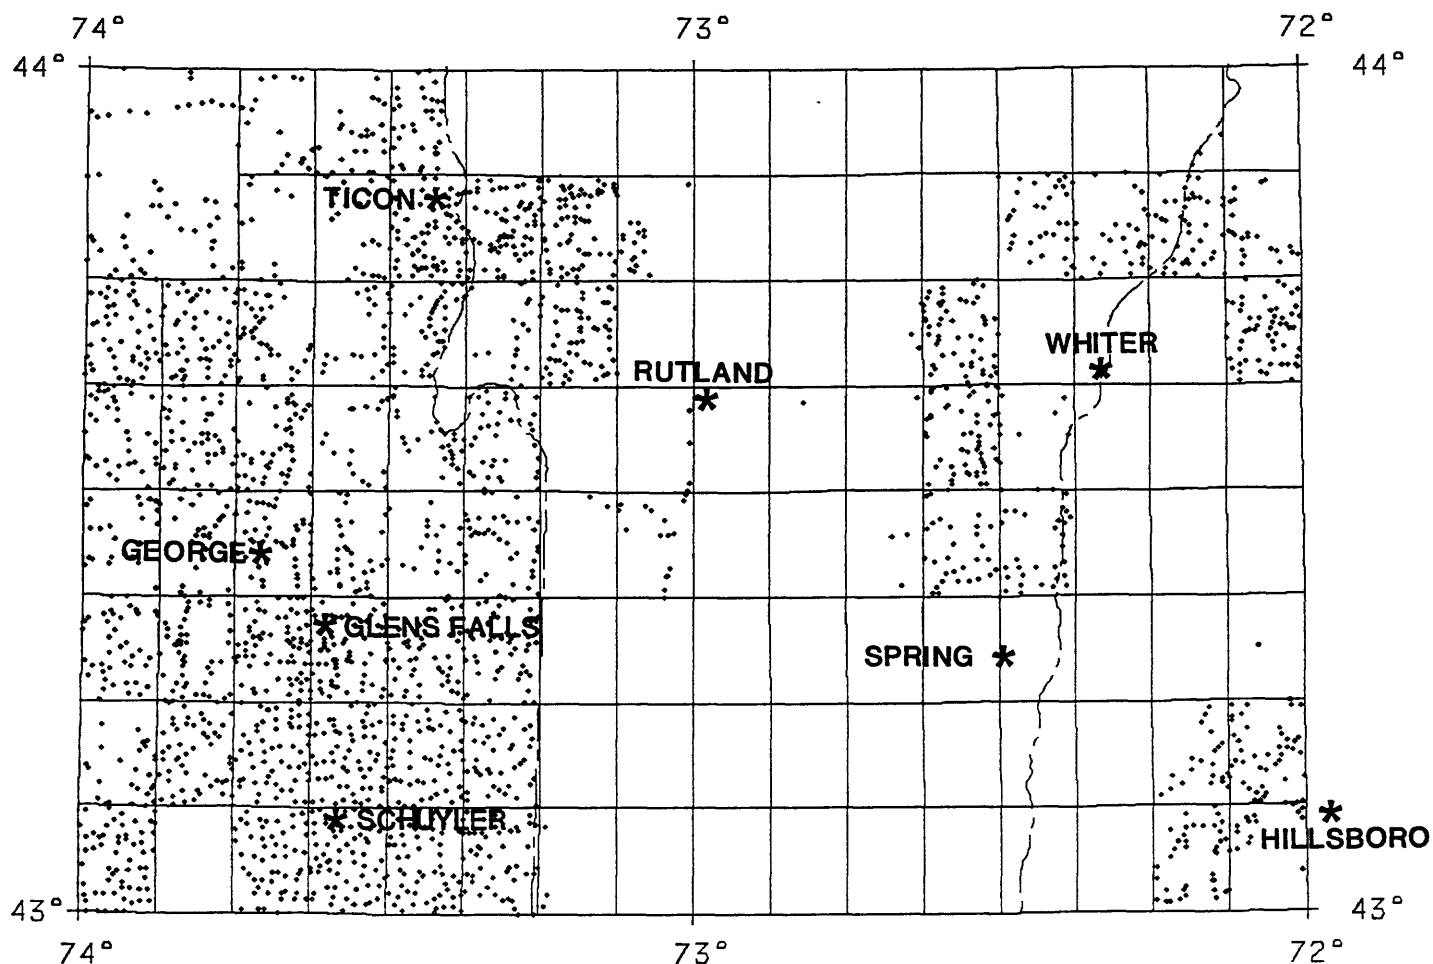 74° 73° 72°
44° 44°
TICON
WHITER
RUTLAND
GEORGE
GLENS FALLS
SPRING
SCHUYLER
HILLSBORO
43° 43°
74° 73° 72°